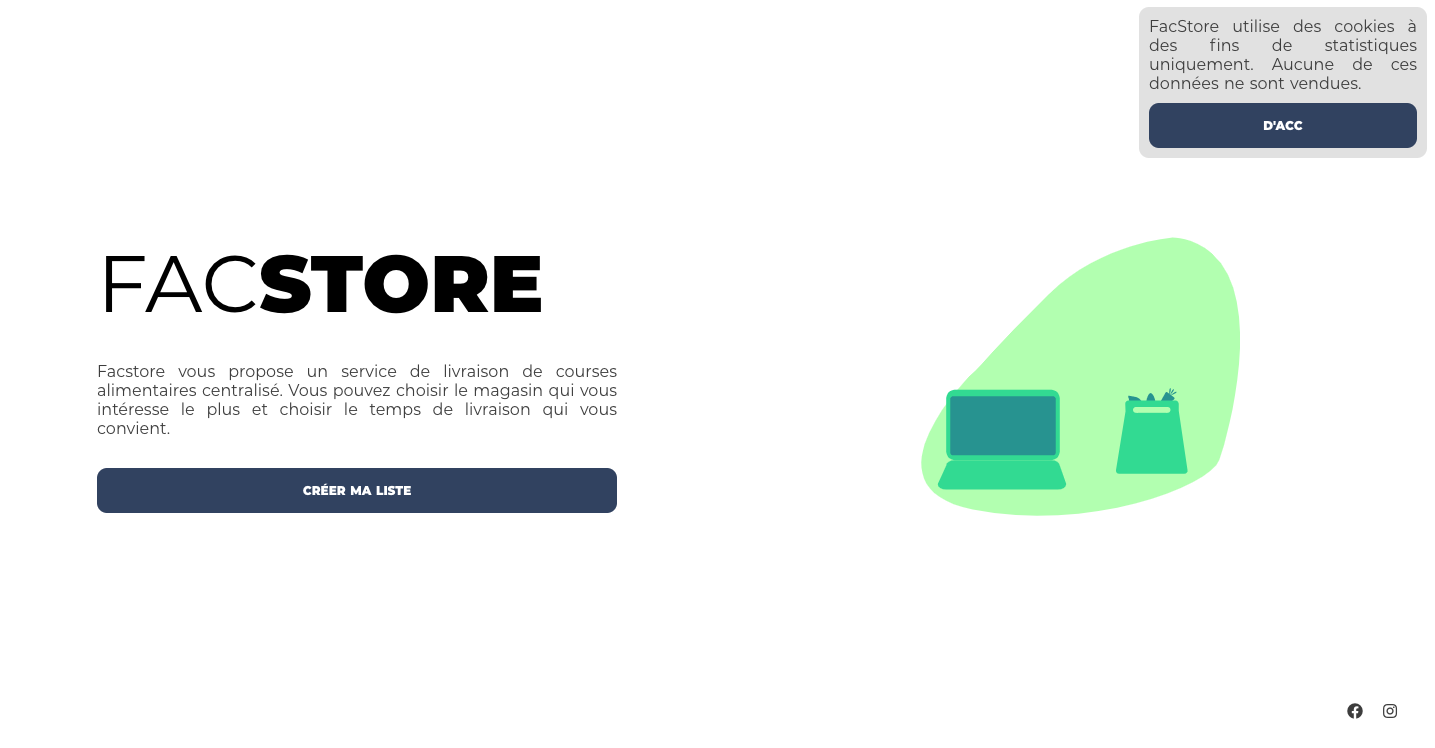 FacStore utilise des cookies à
des fins de statistiques
uniquement. Aucune de ces
données ne sont vendues.
D'ACC
FACSTORE
Facstore vous propose un service de livraison de courses
alimentaires centralisé. Vous pouvez choisir le magasin qui vous
intéresse le plus et choisir le temps de livraison qui vous
convient.
CRÉER MA LISTE